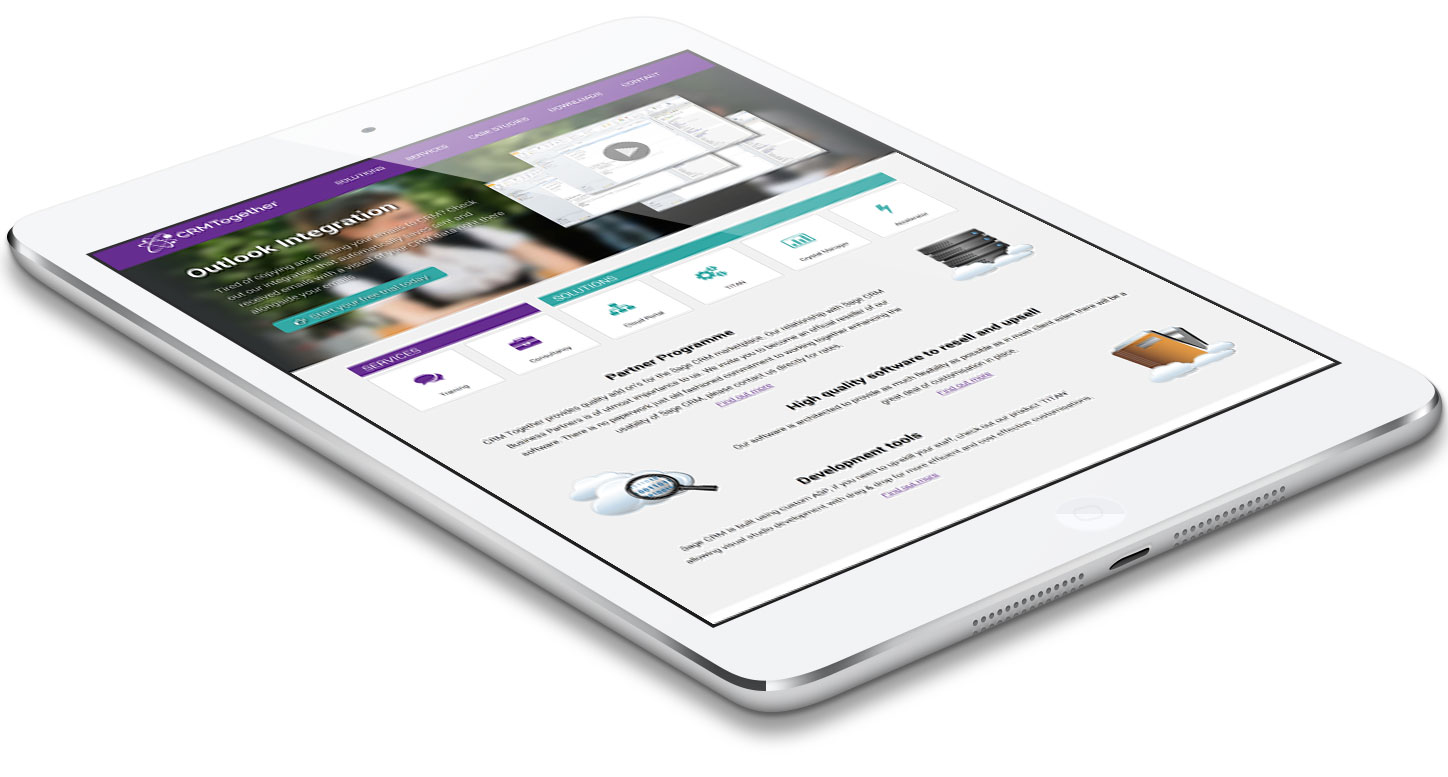 CRMTogether
SOLUTIONS
SERVICES
CASE STUDIES
DOWNLOADS
CONTACT
Outlook Integration
Tired of copying and pasting your emails to CRM? Check
out our integration that
received emails with a visual
alongside your emails
Start your free trial today
SERVICES
SOLUTIONS
Training
Consultancy
Cloud Portal
TITAN
Crystal Manager
Accelerator
Partner Programme
CRM Together provides quality add on's for the Sage CRM marketplace. Our relationship with Sage CRM
Business Partners is of utmost importance to us. We invite you to become an official reseller of our
software. There is no paperwork just old fashioned commitment to working together enhancing the
usability of Sage CRM, please contact us directly for rates.
Find out more
High quality software to resell and upsell
Our software is architected to provide as much flexibility as possible as in most client sites there will be a
great deal of customisation in place.
Find out more
Development tools
Sage CRM is built using custom ASP, if you need to upskill your staff, check out our product 'TITAN'
allowing visual studio development with drag & drop for more efficient and cost effective customisations.
Find out more